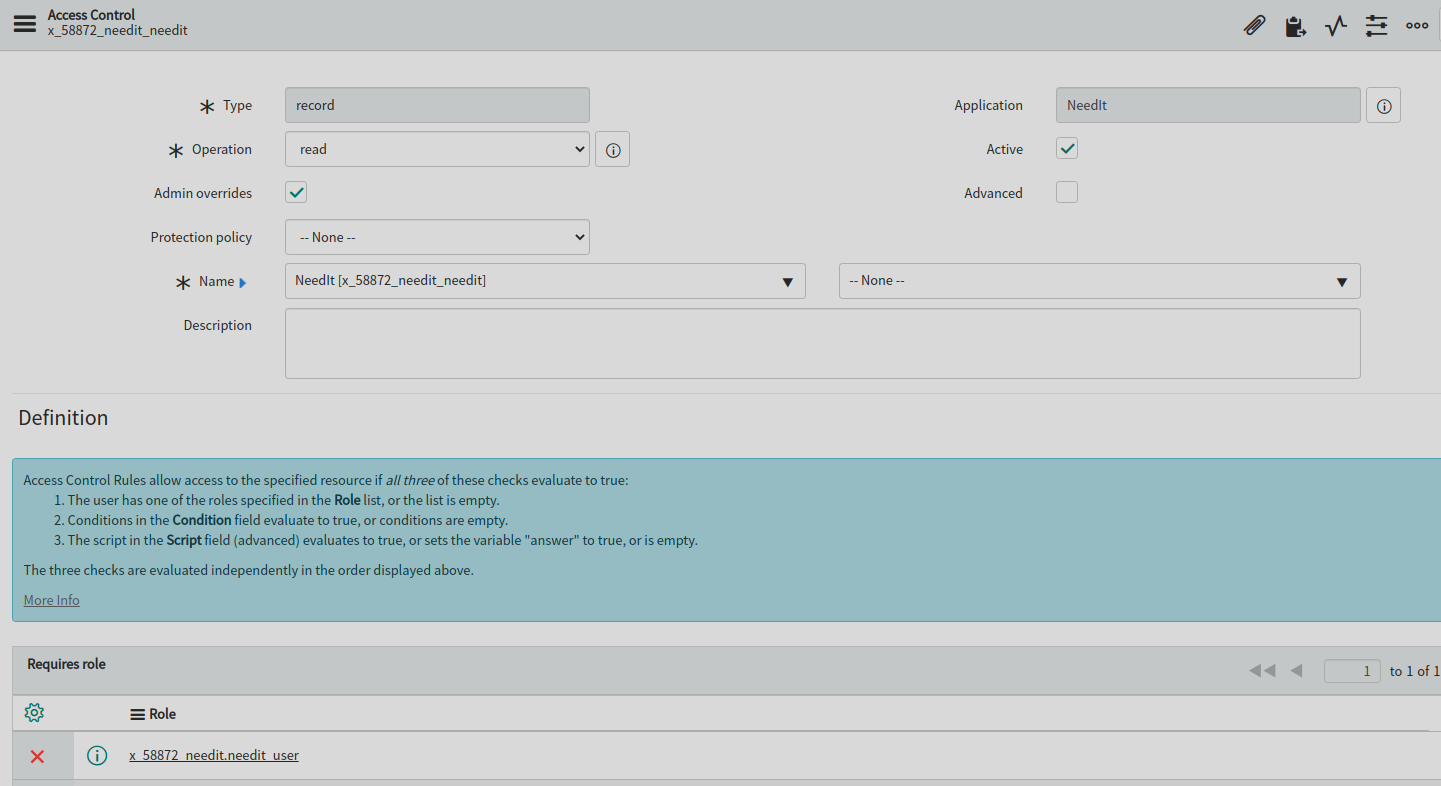 Access Control
x_58872_needit_needit
Type record Application NeedIt
Operation read Active
Admin overrides Advanced
Protection policy -- None --
Name NeedIt [x_58872_needit_needit] -- None --
Description
Definition
Access Control Rules allow access to the specified resource if all three of these checks evaluate to true:
1. The user has one of the roles specified in the Role list, or the list is empty.
2. Conditions in the Condition field evaluate to true, or conditions are empty.
3. The script in the Script field (advanced) evaluates to true, or sets the variable "answer" to true, or is empty.
The three checks are evaluated independently in the order displayed above.
More Info
Requires role 1 to 1 of 1
Role
x_58872_needit.needit_user